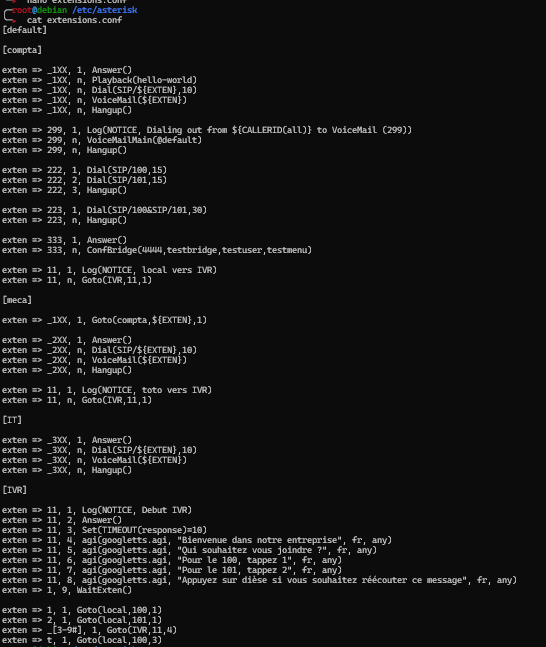 nano extensions.conf
root@debian /etc/asterisk
cat extensions.conf
[default]
[compta]
exten => _1XX, 1, Answer()
exten => _1XX, n, Playback(hello-world)
exten => _1XX, n, Dial(SIP/${EXTEN},10)
exten => _1XX, n, VoiceMail(${EXTEN})
exten => _1XX, n, Hangup()
exten => 299, 1, Log(NOTICE, Dialing out from ${CALLERID(all)} to VoiceMail (299))
exten => 299, n, VoiceMailMain(@default)
exten => 299, n, Hangup()
exten => 222, 1, Dial(SIP/100,15)
exten => 222, 2, Dial(SIP/101,15)
exten => 222, 3, Hangup()
exten => 223, 1, Dial(SIP/100&SIP/101,30)
exten => 223, n, Hangup()
exten => 333, 1, Answer()
exten => 333, n, ConfBridge(4444,testbridge,testuser,testmenu)
exten => 11, 1, Log(NOTICE, local vers IVR)
exten => 11, n, Goto(IVR,11,1)
[meca]
exten => _1XX, 1, Goto(compta,${EXTEN},1)
exten => _2XX, 1, Answer()
exten => _2XX, n, Dial(SIP/${EXTEN},10)
exten => _2XX, n, VoiceMail(${EXTEN})
exten => _2XX, n, Hangup()
exten => 11, 1, Log(NOTICE, toto vers IVR)
exten => 11, n, Goto(IVR,11,1)
[IT]
exten => _3XX, 1, Answer()
exten => _3XX, n, Dial(SIP/${EXTEN},10)
exten => _3XX, n, VoiceMail(${EXTEN})
exten => _3XX, n, Hangup()
[IVR]
exten => 11, 1, Log(NOTICE, Debut IVR)
exten => 11, 2, Answer()
exten => 11, 3, Set(TIMEOUT(response)=10)
exten => 11, 4, agi(googletts.agi, "Bienvenue dans notre entreprise", fr, any)
exten => 11, 5, agi(googletts.agi, "Qui souhaitez vous joindre ?", fr, any)
exten => 11, 6, agi(googletts.agi, "Pour le 100, tappez 1", fr, any)
exten => 11, 7, agi(googletts.agi, "Pour le 101, tappez 2", fr, any)
exten => 11, 8, agi(googletts.agi, "Appuyez sur dièse si vous souhaitez réécouter ce message", fr, any)
exten => 1, 9, WaitExten()
exten => 1, 1, Goto(local,100,1)
exten => 2, 1, Goto(local,101,1)
exten => _[3-9#], 1, Goto(IVR,11,4)
exten => t, 1, Goto(local,100,3)